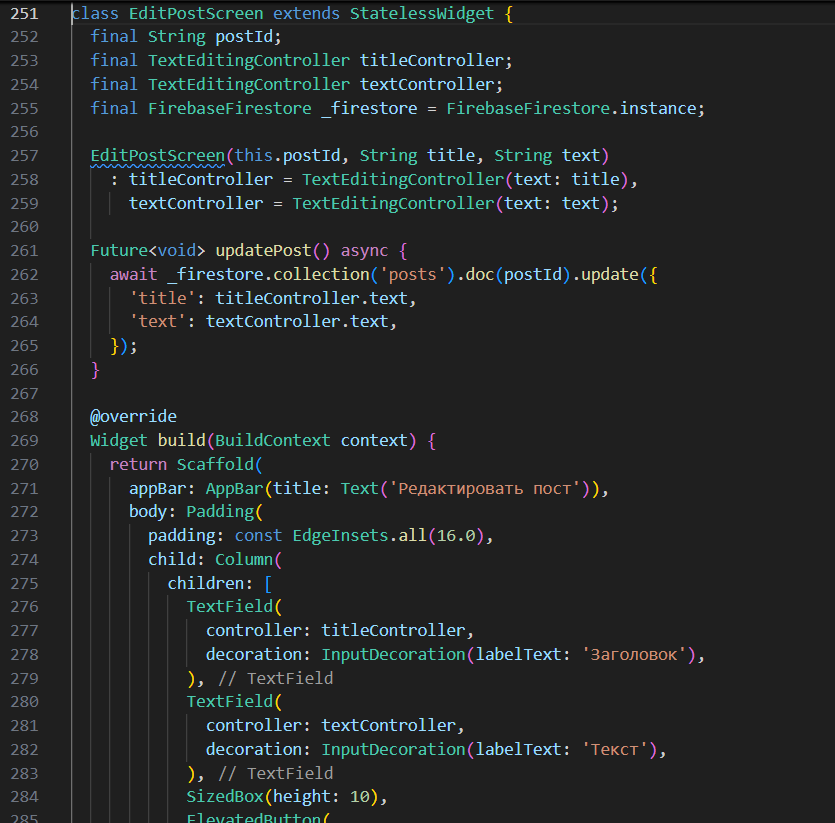 251 class EditPostScreen extends StatelessWidget {
252   final String postId;
253   final TextEditingController titleController;
254   final TextEditingController textController;
255   final FirebaseFirestore _firestore = FirebaseFirestore.instance;
256
257   EditPostScreen(this.postId, String title, String text)
258     : titleController = TextEditingController(text: title),
259       textController = TextEditingController(text: text);
260
261   Future<void> updatePost() async {
262     await _firestore.collection('posts').doc(postId).update({
263       'title': titleController.text,
264       'text': textController.text,
265     });
266   }
267
268   @override
269   Widget build(BuildContext context) {
270     return Scaffold(
271       appBar: AppBar(title: Text('Редактировать пост')),
272       body: Padding(
273         padding: const EdgeInsets.all(16.0),
274         child: Column(
275           children: [
276             TextField(
277               controller: titleController,
278               decoration: InputDecoration(labelText: 'Заголовок'),
279             ), // TextField
280             TextField(
281               controller: textController,
282               decoration: InputDecoration(labelText: 'Текст'),
283             ), // TextField
284             SizedBox(height: 10),
285             ElevatedButton(